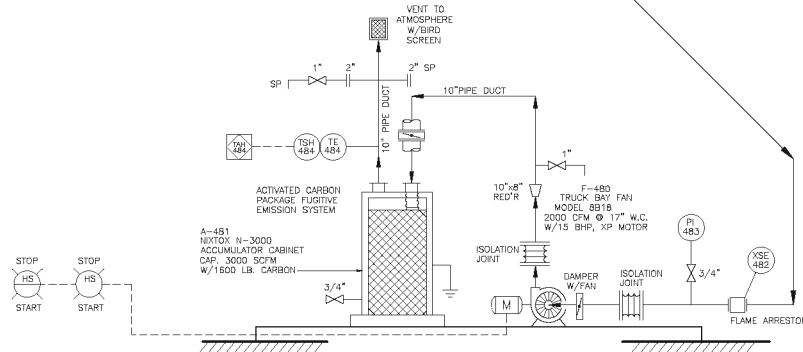 VENT TO
ATMOSPHERE
W/BIRD
SCREEN
1"
2"
2" SP
SP
10" PIPE DUCT
10"PIPE DUCT
TAH
484
TSH
484
TE
484
1"
10"x8"
RED'R
F-480
TRUCK BAY FAN
MODEL 8B18
2000 CFM @ 17" W.C.
W/15 BHP, XP MOTOR
ACTIVATED CARBON
PACKAGE FUGITIVE
EMISSION SYSTEM
A-481
NIXTOX N-3000
ACCUMULATOR CABINET
CAP. 3000 SCFM
W/1600 LB. CARBON
PI
483
ISOLATION
JOINT
XSE
482
STOP
HS
START
STOP
HS
START
3/4"
DAMPER
W/FAN
ISOLATION
JOINT
3/4"
M
FLAME ARRESTOR